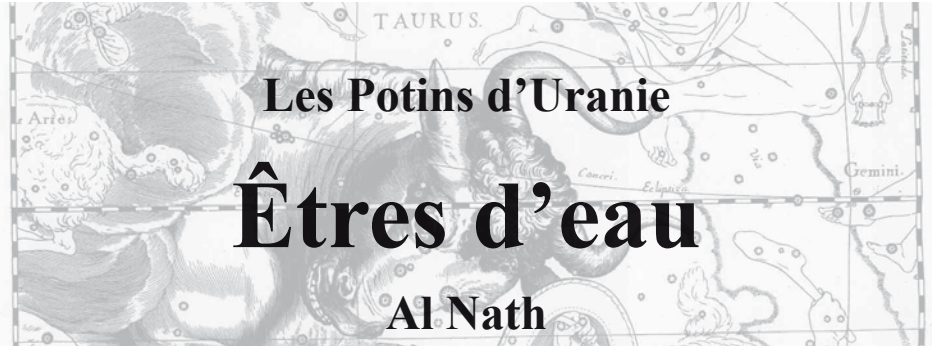 TAURUS.
Les Potins d’Uranie
Aries.
Êtres d’eau
Cancri.
Ecliptica
Gemini.
Al Nath